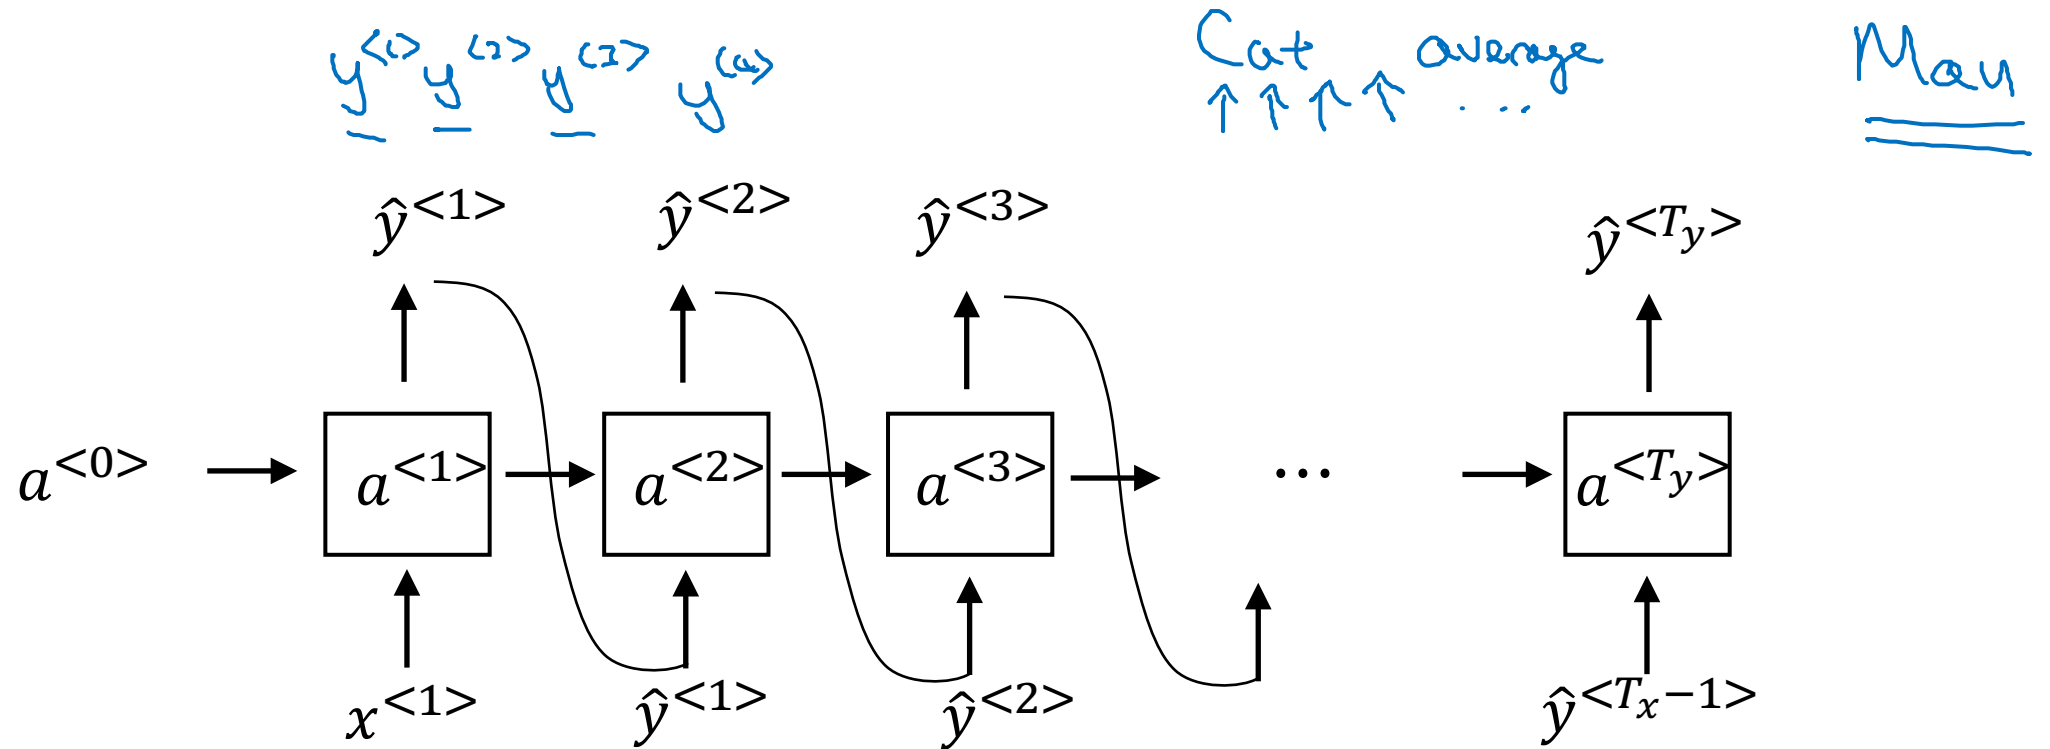 y<1> y<2> y<3> y<4> Cat average Mau
ŷ<1> ŷ<2> ŷ<3> ŷ<Ty>
a<0> a<1> a<2> a<3> ... a<Ty>
x<1> ŷ<1> ŷ<2> ŷ<Tx−1>